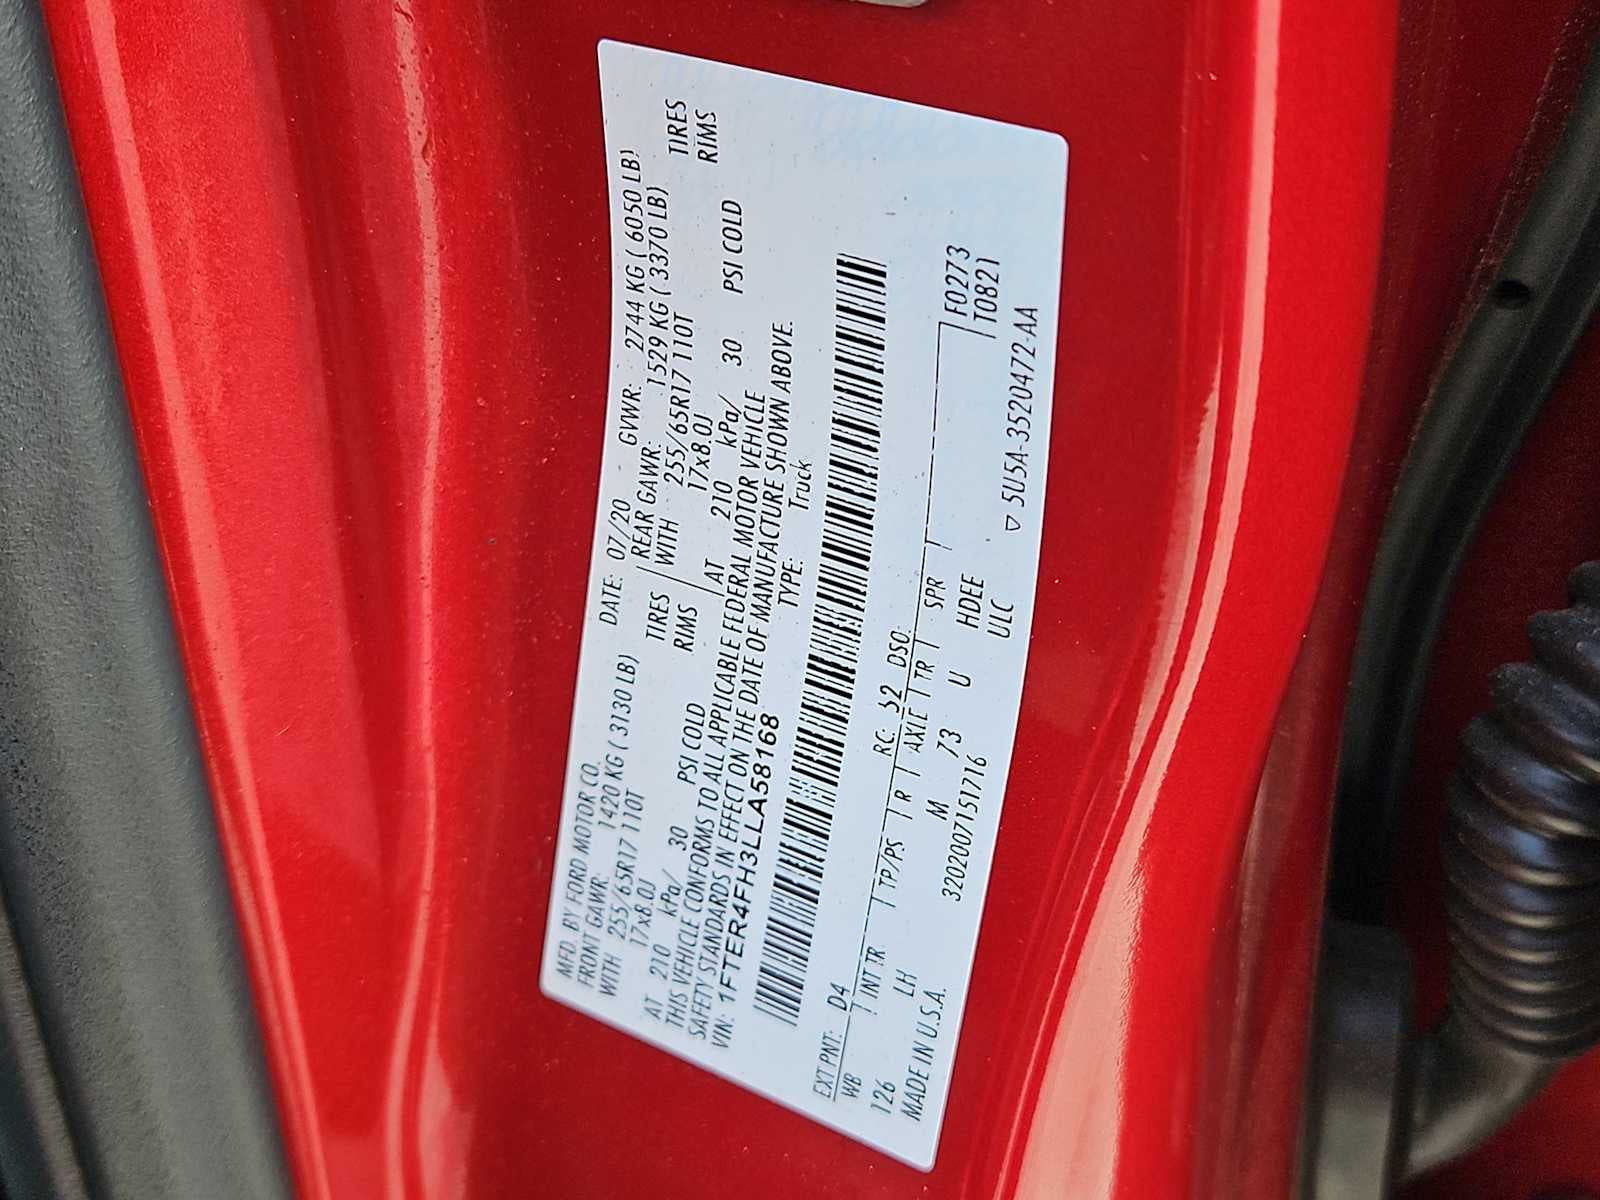 MFD. BY FORD MOTOR CO.
DATE: 07/20 GVWR: 2744 KG ( 6050 LB)
FRONT GAWR: 1420 KG ( 3130 LB)
REAR GAWR: 1529 KG ( 3370 LB)
WITH 255/65R17 110T TIRES
WITH 255/65R17 110T TIRES
17x8.0J RIMS
17x8.0J RIMS
AT 210 kPa/ 30 PSI COLD
AT 210 kPa/ 30 PSI COLD
THIS VEHICLE CONFORMS TO ALL APPLICABLE FEDERAL MOTOR VEHICLE
SAFETY STANDARDS IN EFFECT ON THE DATE OF MANUFACTURE SHOWN ABOVE.
VIN: 1FTER4FH3LLA58168
TYPE: Truck
EXT PNT: D4 RC: 52 DSO:
WB INT TR TP/PS R AXLE TR SPR
F0273
T0821
126 LH M 73 U HDEE
MADE IN U.S.A. 3202007151716 ULC
▽ 5U5A-3520472-AA